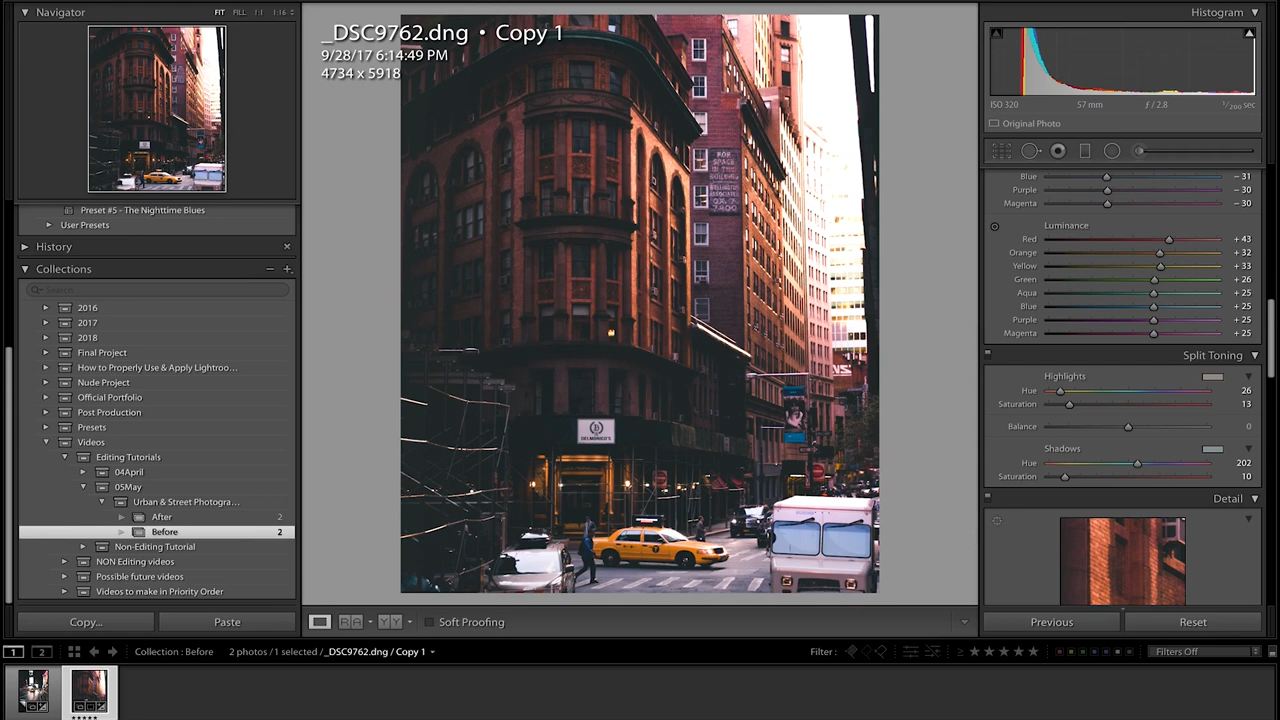 Navigator FIT FILL 1:1 1:16
Preset #5 - The Nighttime Blues
User Presets
History
Collections
Search
2016
2017
2018
Final Project
How to Properly Use & Apply Lightroo...
Nude Project
Official Portfolio
Post Production
Presets
Videos
Editing Tutorials
04April
05May
Urban & Street Photogra...
After 2
Before 2
Non-Editing Tutorial
NON Editing videos
Possible future videos
Videos to make in Priority Order
Copy... Paste
_DSC9762.dng • Copy 1
9/28/17 6:14:49 PM
4734 x 5918
FOR
SPACE
IN THIS
BUILDING
DELMONICO'S
Soft Proofing
Histogram
ISO 320 57 mm ƒ / 2.8 1/200 sec
Original Photo
Blue – 31
Purple – 30
Magenta – 30
Luminance
Red + 43
Orange + 32
Yellow + 33
Green + 26
Aqua + 25
Blue + 25
Purple + 25
Magenta + 25
Split Toning
Highlights
Hue 26
Saturation 13
Balance 0
Shadows
Hue 202
Saturation 10
Detail
Previous Reset
1 2 Collection : Before 2 photos / 1 selected / _DSC9762.dng / Copy 1 Filter : Filters Off